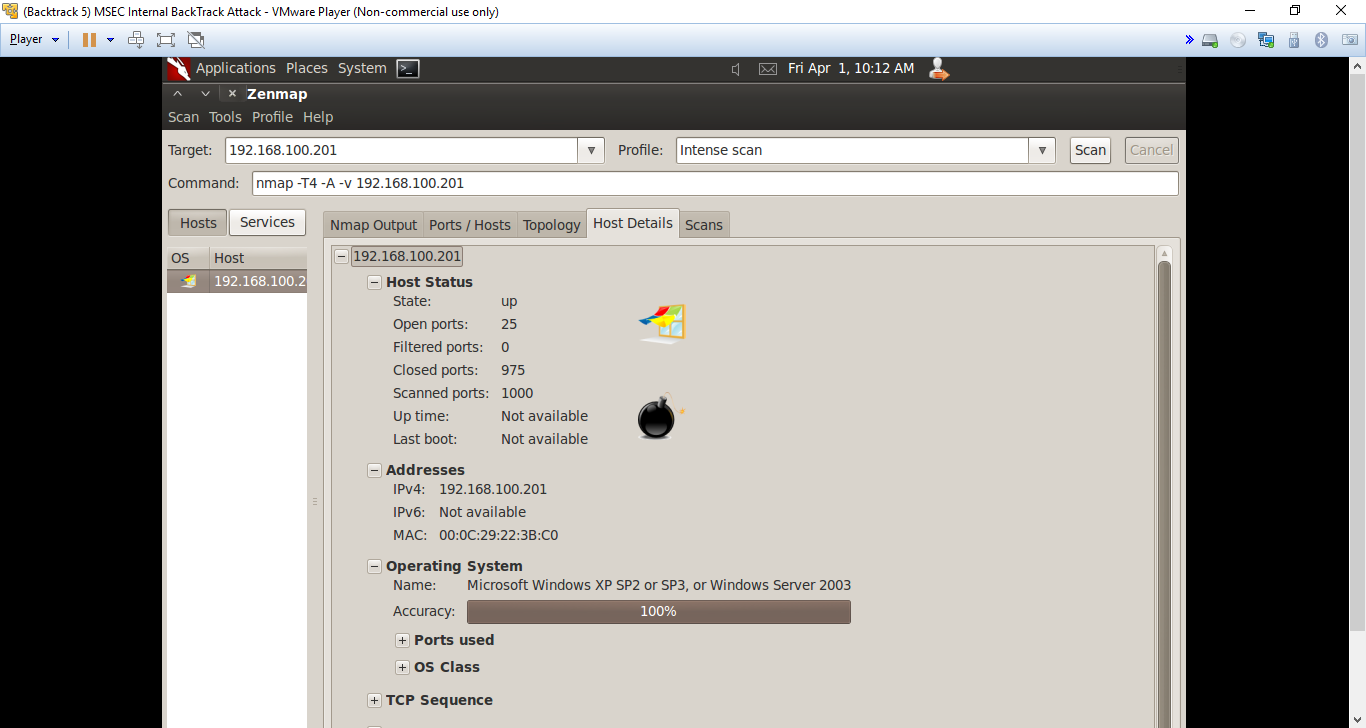 (Backtrack 5) MSEC Internal BackTrack Attack - VMware Player (Non-commercial use only)
Player
Applications Places System Fri Apr 1, 10:12 AM
Zenmap
Scan Tools Profile Help
Target: 192.168.100.201 Profile: Intense scan Scan Cancel
Command: nmap -T4 -A -v 192.168.100.201
Hosts Services Nmap Output Ports / Hosts Topology Host Details Scans
OS Host
192.168.100.2
192.168.100.201
Host Status
State: up
Open ports: 25
Filtered ports: 0
Closed ports: 975
Scanned ports: 1000
Up time: Not available
Last boot: Not available
Addresses
IPv4: 192.168.100.201
IPv6: Not available
MAC: 00:0C:29:22:3B:C0
Operating System
Name: Microsoft Windows XP SP2 or SP3, or Windows Server 2003
Accuracy: 100%
Ports used
OS Class
TCP Sequence